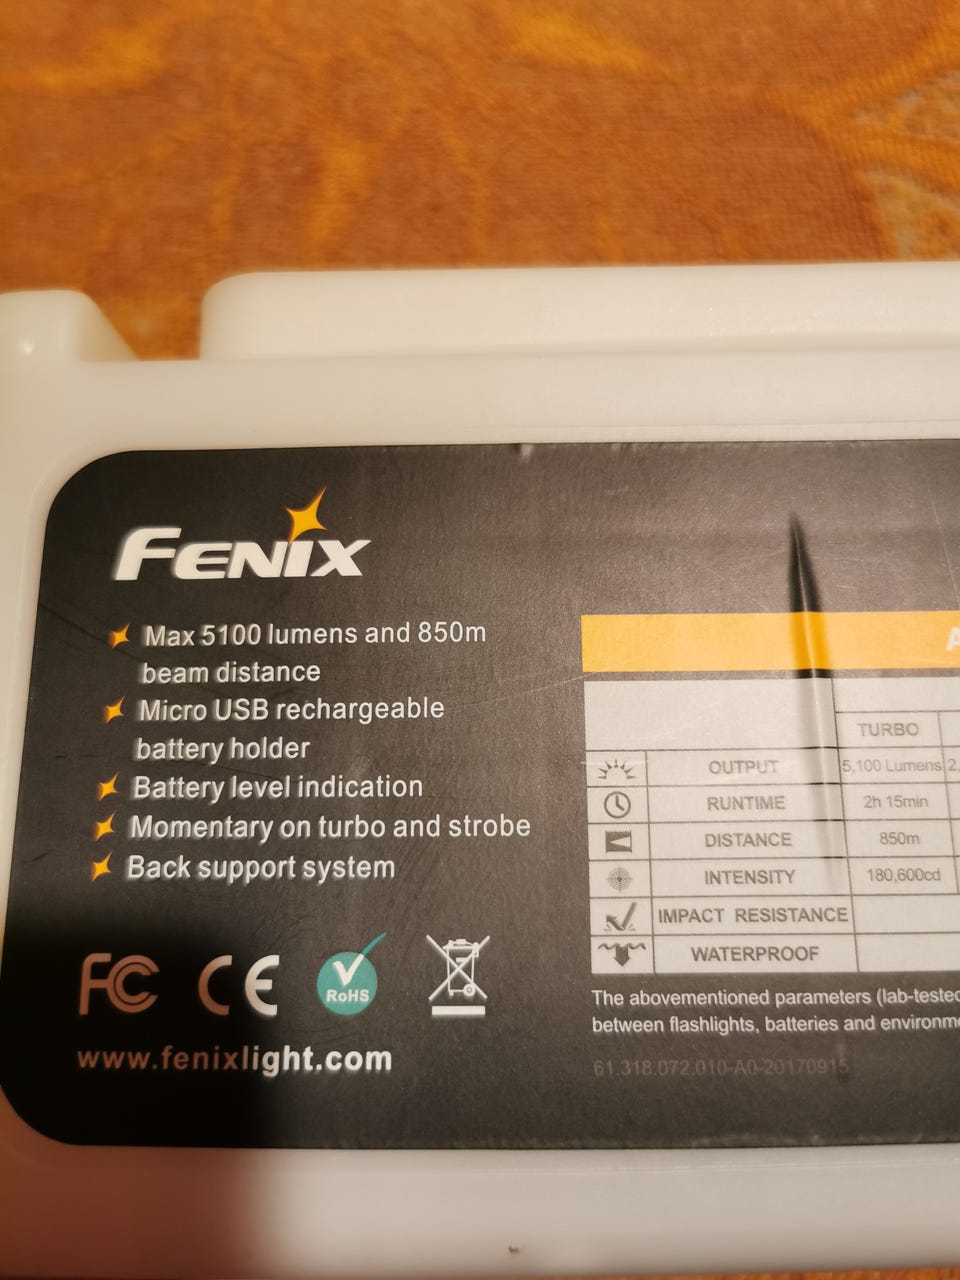 FENIX
Max 5100 lumens and 850m
beam distance
Micro USB rechargeable
battery holder
Battery level indication
Momentary on turbo and strobe
Back support system
FC CE RoHS
www.fenixlight.com
A
TURBO
OUTPUT 5,100 Lumens 2,
RUNTIME 2h 15min
DISTANCE 850m
INTENSITY 180,600cd
IMPACT RESISTANCE
WATERPROOF
The abovementioned parameters (lab-tested
between flashlights, batteries and environm
61.318.072.010-A0-20170915